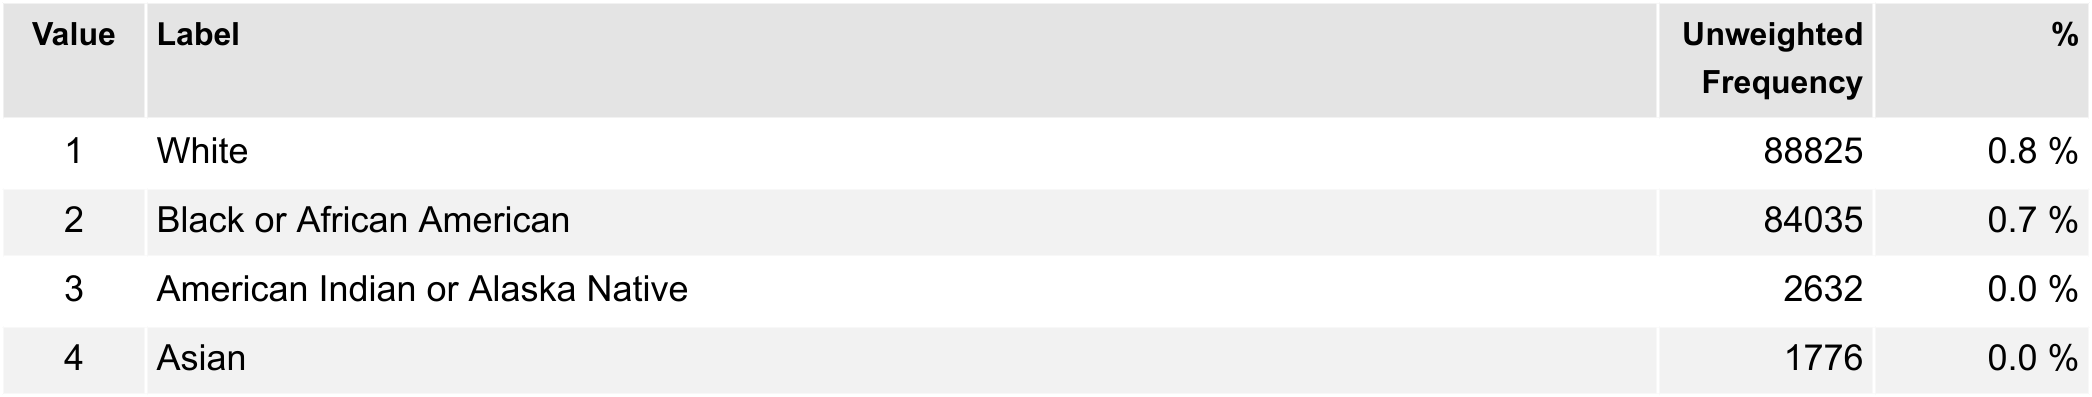 Value Label Unweighted Frequency %
1 White 88825 0.8 %
2 Black or African American 84035 0.7 %
3 American Indian or Alaska Native 2632 0.0 %
4 Asian 1776 0.0 %